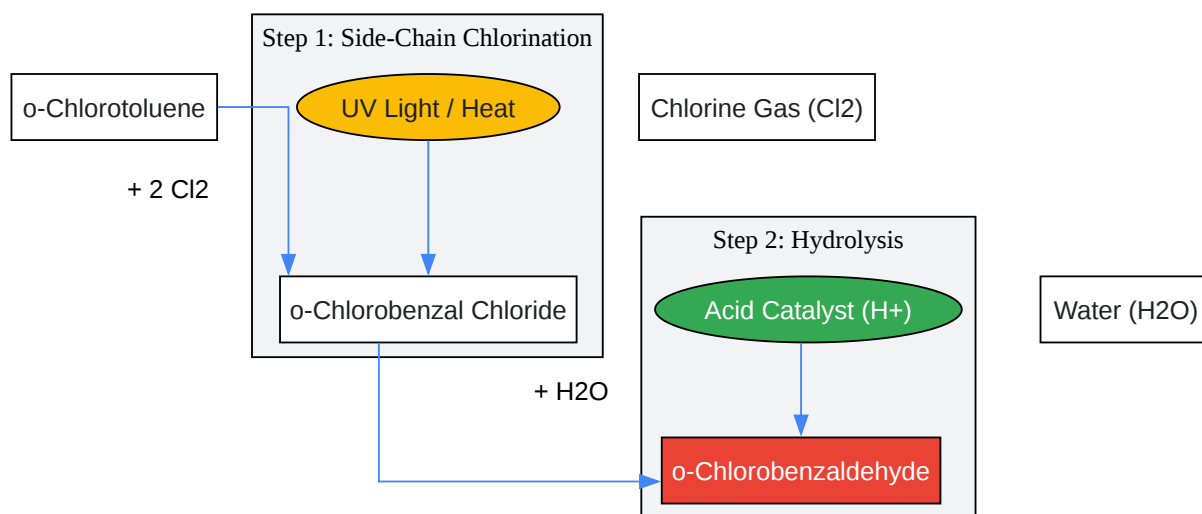 Step 1: Side-Chain Chlorination
o-Chlorotoluene
UV Light / Heat
Chlorine Gas (Cl2)
+ 2 Cl2
Step 2: Hydrolysis
o-Chlorobenzal Chloride
Acid Catalyst (H+)
Water (H2O)
+ H2O
o-Chlorobenzaldehyde